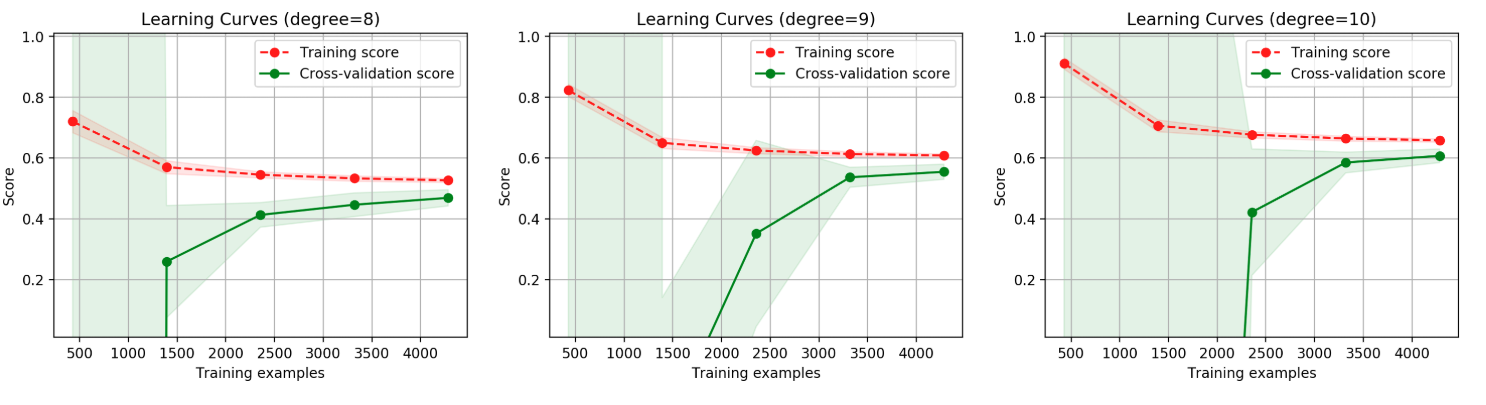 Learning Curves (degree=8)
Training score
Cross-validation score
1.0
0.8
0.6
0.4
0.2
Score
500 1000 1500 2000 2500 3000 3500 4000
Training examples
Learning Curves (degree=9)
Training score
Cross-validation score
1.0
0.8
0.6
0.4
0.2
Score
500 1000 1500 2000 2500 3000 3500 4000
Training examples
Learning Curves (degree=10)
Training score
Cross-validation score
1.0
0.8
0.6
0.4
0.2
Score
500 1000 1500 2000 2500 3000 3500 4000
Training examples